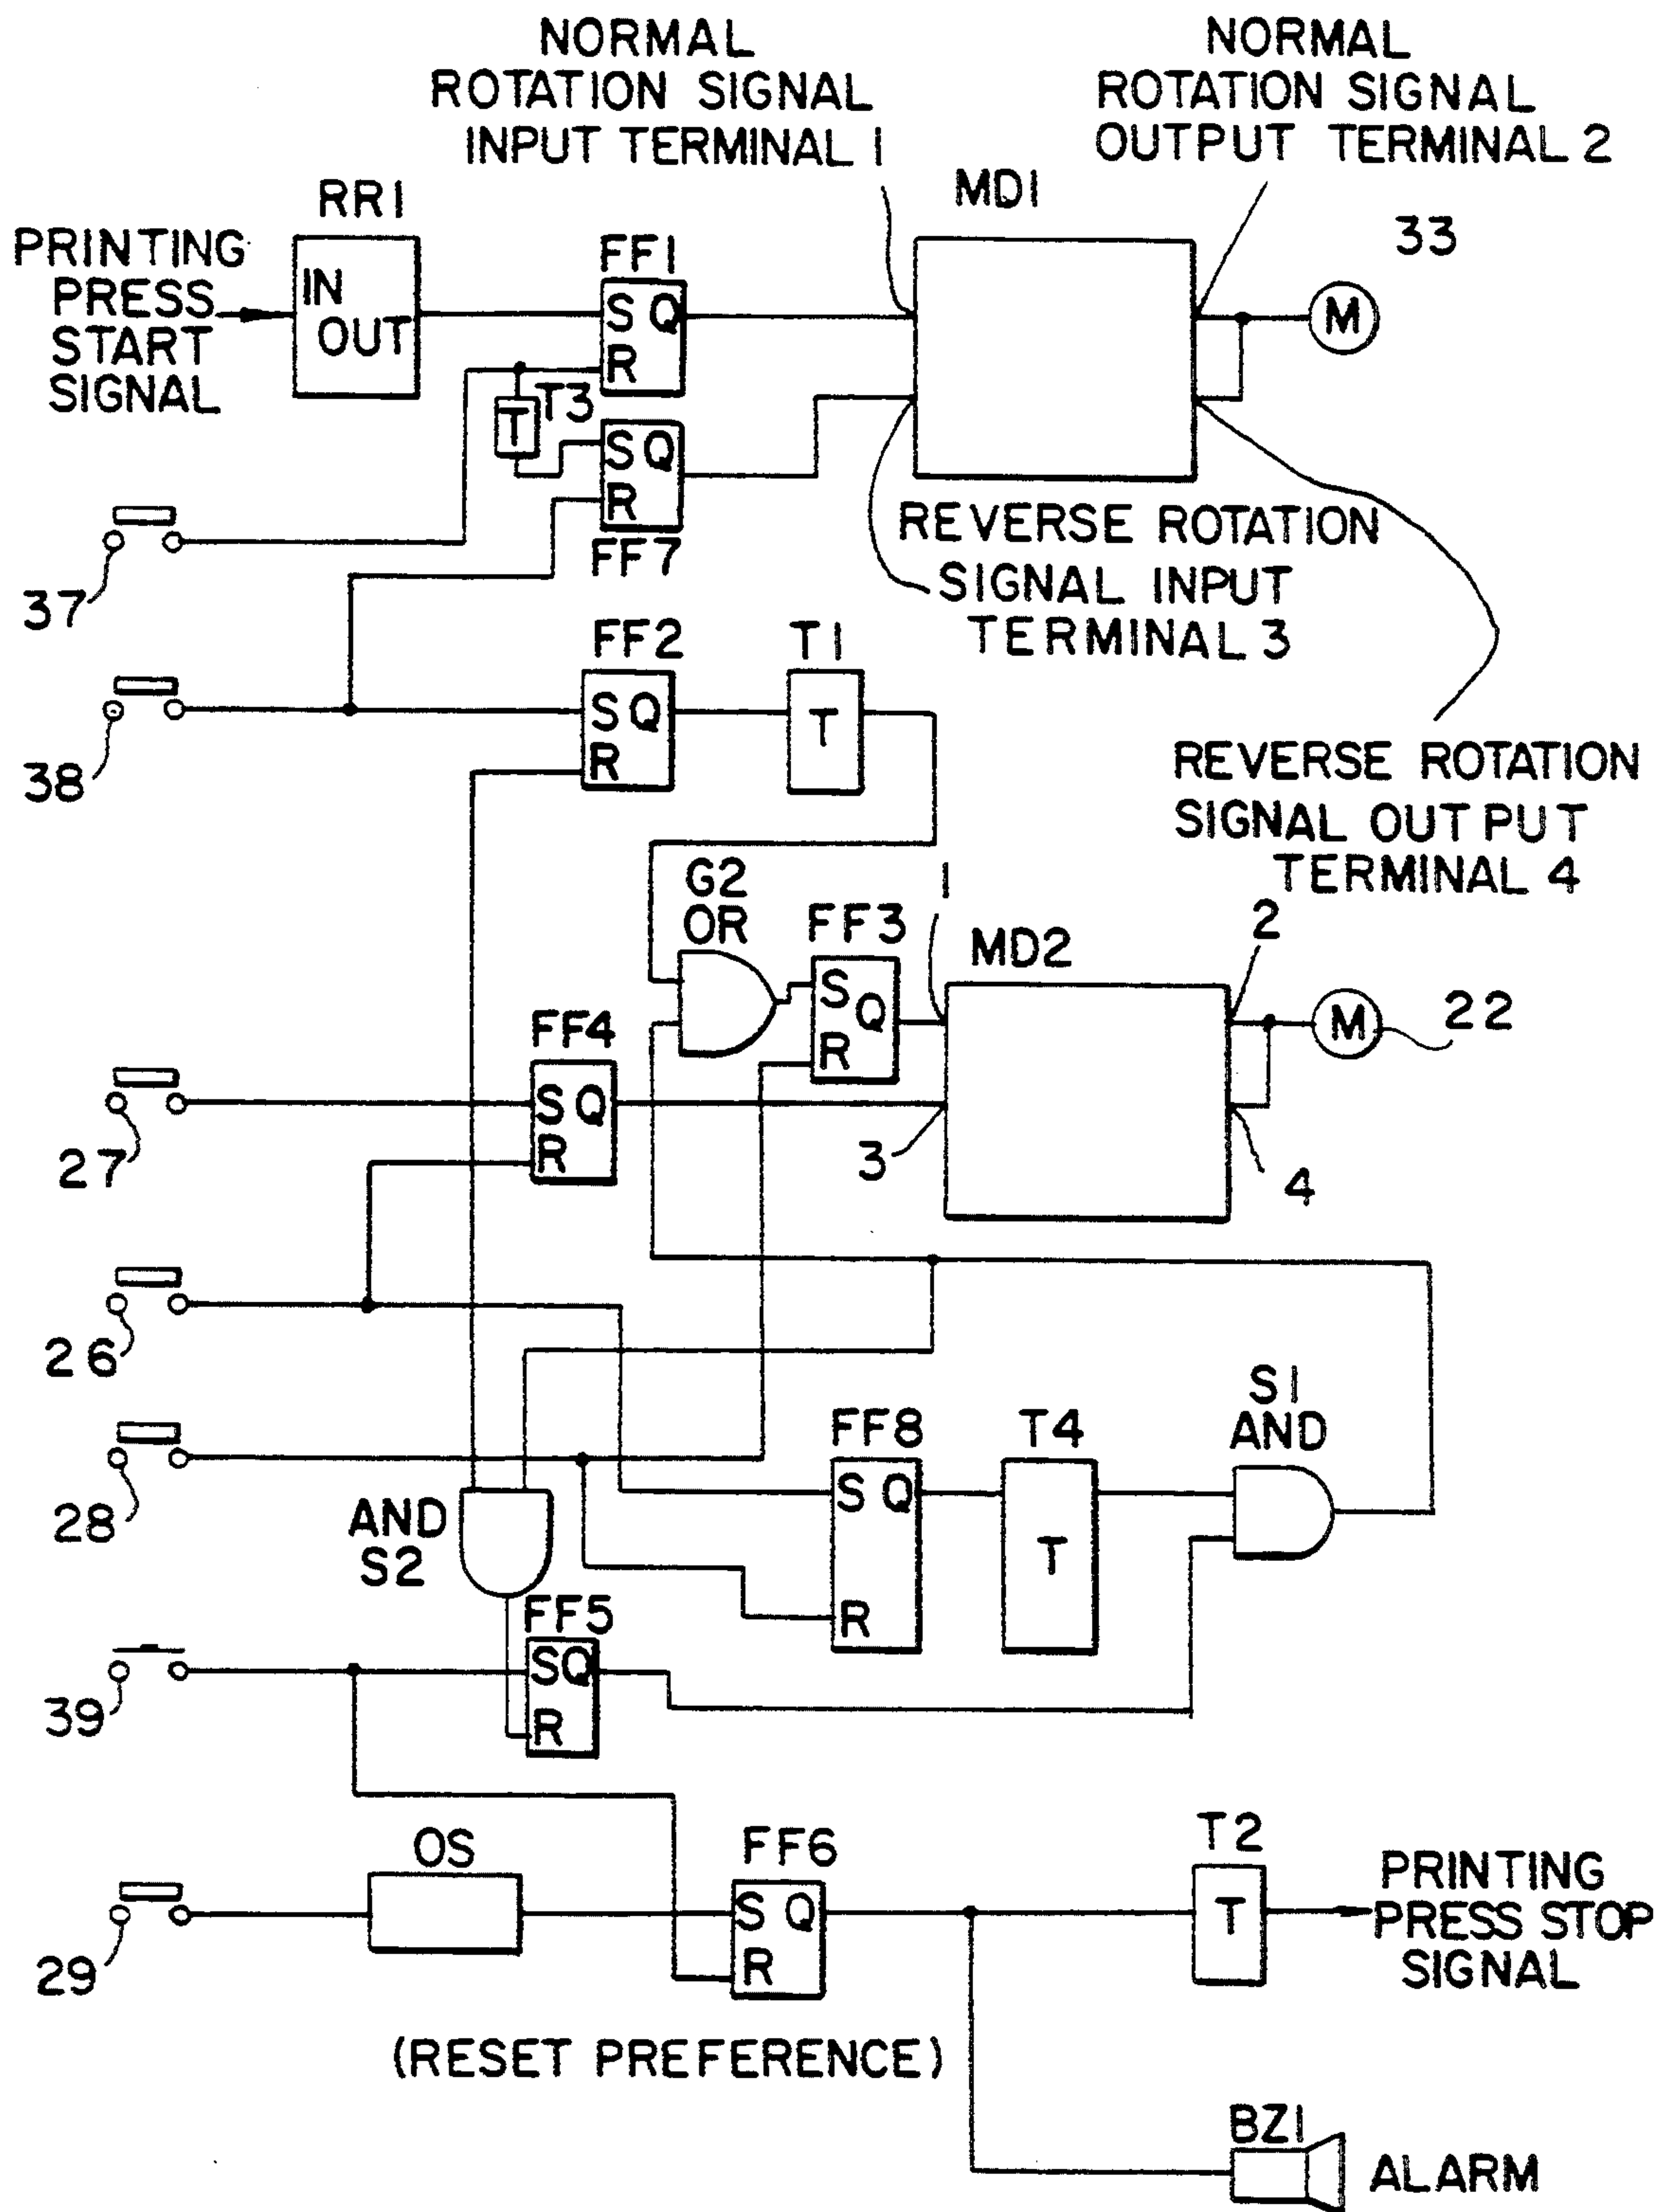 NORMAL
ROTATION SIGNAL
INPUT TERMINAL 1
NORMAL
ROTATION SIGNAL
OUTPUT TERMINAL 2
RR1
MD1
33
PRINTING
PRESS
START
SIGNAL
IN
OUT
FF1
S Q
R
M
T3
T
S Q
R
FF7
37
REVERSE ROTATION
SIGNAL INPUT
TERMINAL 3
FF2
T1
S Q
R
T
38
REVERSE ROTATION
SIGNAL OUTPUT
TERMINAL 4
G2
OR
FF3
1
MD2
2
S
Q
R
M
22
FF4
S Q
R
27
3
4
26
S1
AND
FF8
T4
S Q
R
T
28
AND
S2
FF5
S Q
R
39
OS
FF6
S Q
R
T2
T
PRINTING
PRESS STOP
SIGNAL
29
(RESET PREFERENCE)
BZ1
ALARM